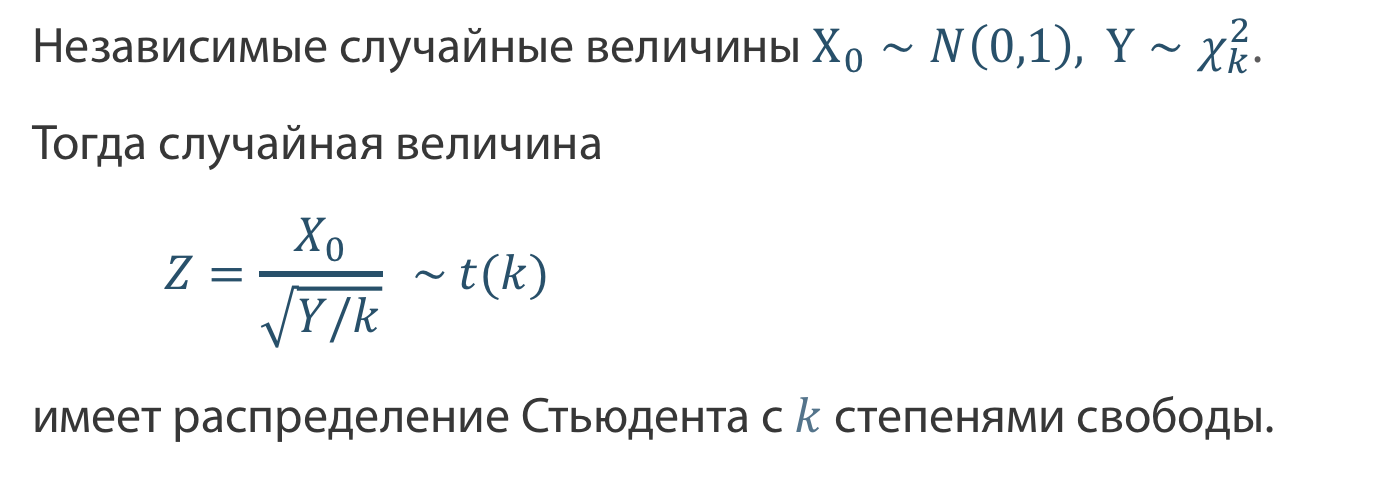 Независимые случайные величины X₀ ~ N(0,1), Y ~ χ²ₖ.
Тогда случайная величина
Z = X₀ / √(Y/k) ~ t(k)
имеет распределение Стьюдента с k степенями свободы.